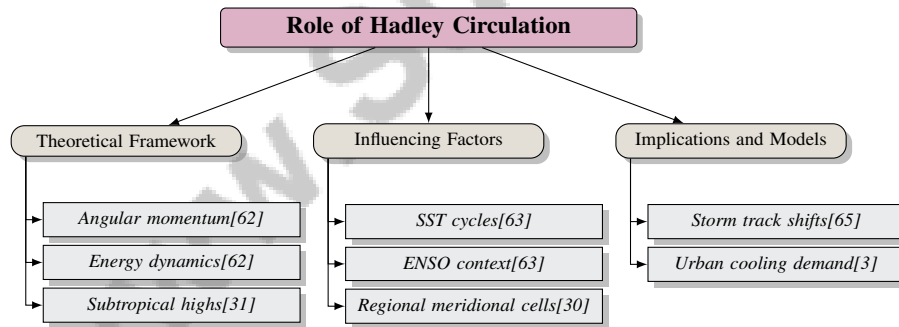 Role of Hadley Circulation
Theoretical Framework
Influencing Factors
Implications and Models
Angular momentum[62]
Energy dynamics[62]
Subtropical highs[31]
SST cycles[63]
ENSO context[63]
Regional meridional cells[30]
Storm track shifts[65]
Urban cooling demand[3]